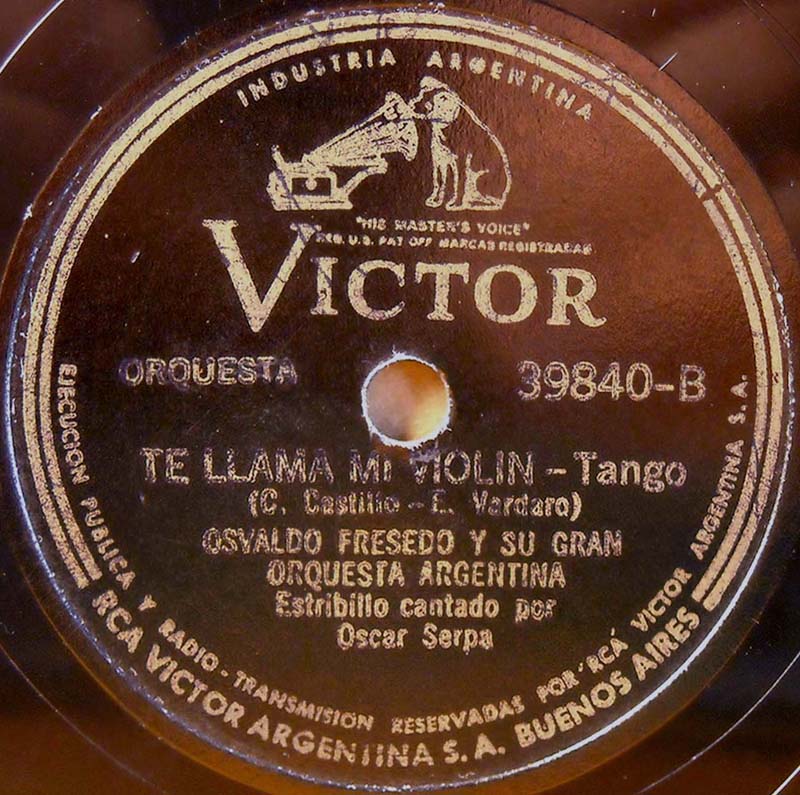 INDUSTRIA ARGENTINA
"HIS MASTER'S VOICE"
REG. U.S. PAT OFF MARCAS REGISTRADAS
VICTOR
ORQUESTA
39840-B
TE LLAMA MI VIOLIN - Tango
(C. Castillo - E. Vardaro)
OSVALDO FRESEDO Y SU GRAN
ORQUESTA ARGENTINA
Estribillo cantado por
Oscar Serpa
EJECUCION PUBLICA Y RADIO-TRANSMISIÓN RESERVADAS POR RCA VICTOR ARGENTINA S.A.
RCA VICTOR ARGENTINA S.A. BUENOS AIRES